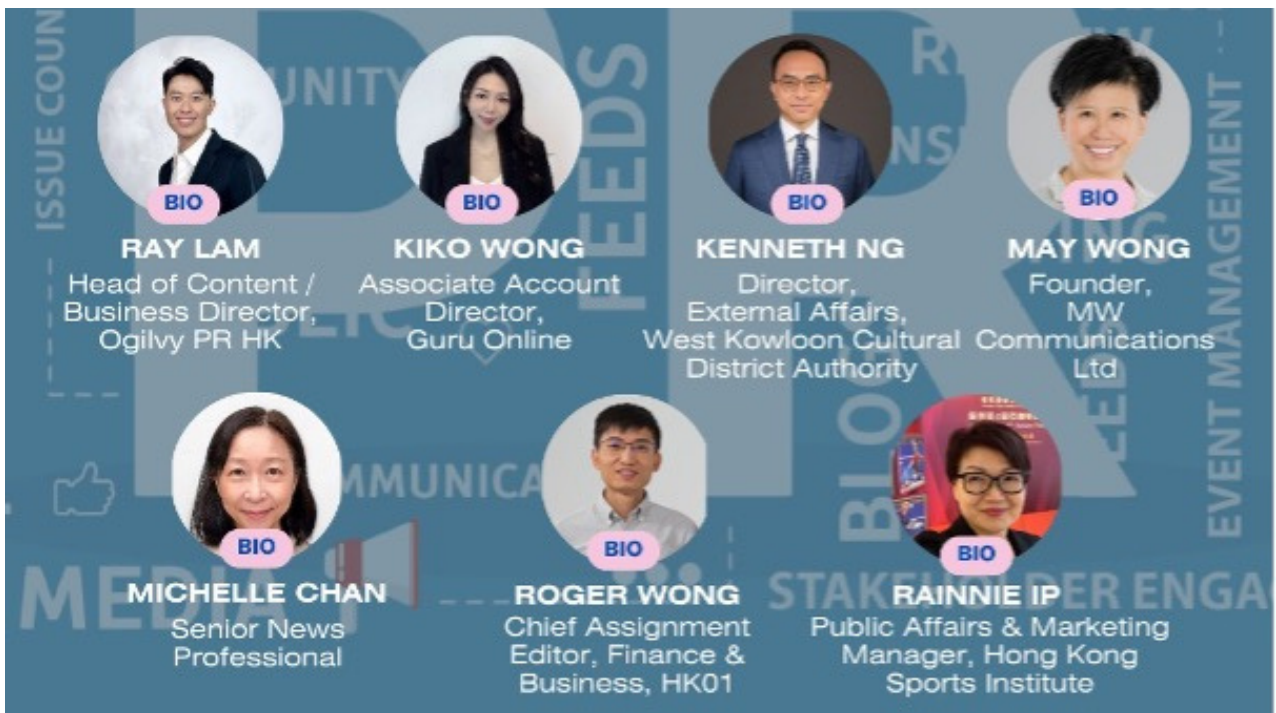 BIO
RAY LAM
Head of Content /
Business Director,
Ogilvy PR HK
BIO
KIKO WONG
Associate Account
Director,
Guru Online
BIO
KENNETH NG
Director,
External Affairs,
West Kowloon Cultural
District Authority
BIO
MAY WONG
Founder,
MW
Communications
Ltd
BIO
MICHELLE CHAN
Senior News
Professional
BIO
ROGER WONG
Chief Assignment
Editor, Finance &
Business, HK01
BIO
RAINNIE IP
Public Affairs & Marketing
Manager, Hong Kong
Sports Institute
PR
ISSUE COUN
UNITY
FEEDS
EVENT MANAGEMENT
BLOG
MMUNICA
MEDIA
STAKEHOLDER ENGA